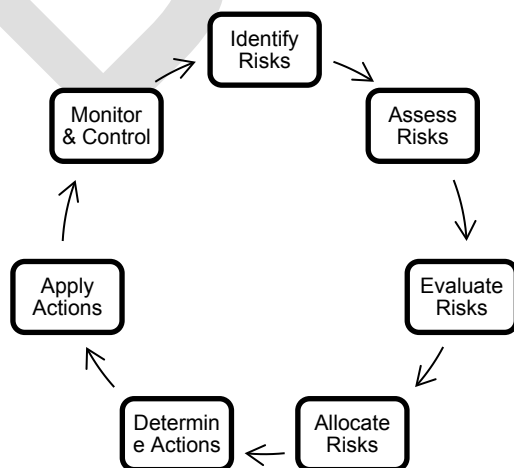 Identify
Risks
Assess
Risks
Evaluate
Risks
Allocate
Risks
Determin
e Actions
Apply
Actions
Monitor
& Control